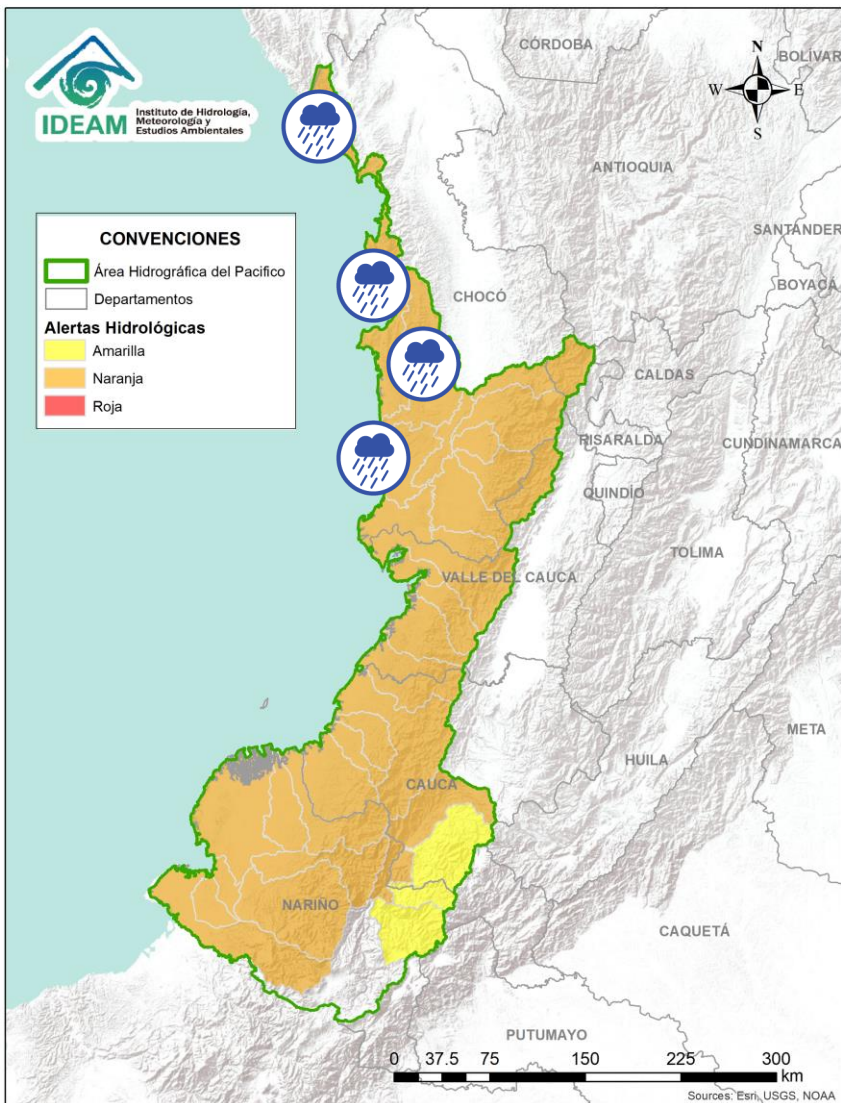 IDEAM
Instituto de Hidrología,
Meteorología y
Estudios Ambientales
CÓRDOBA
BOLÍVAR
N
W
E
S
ANTIOQUIA
SANTANDER
BOYACÁ
CONVENCIONES
Área Hidrográfica del Pacifico
Departamentos
Alertas Hidrológicas
Amarilla
Naranja
Roja
CHOCÓ
CALDAS
RISARALDA
CUNDINAMARCA
QUINDÍO
TOLIMA
VALLE DEL CAUCA
META
HUILA
CAUCA
NARIÑO
CAQUETÁ
PUTUMAYO
0 37.5 75 150 225 300
km
Sources: Esri, USGS, NOAA